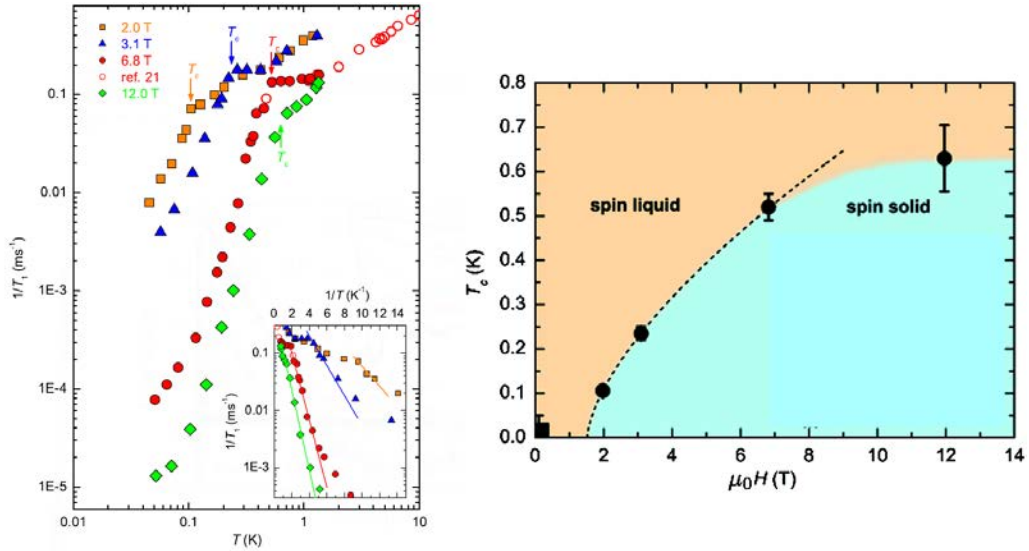 2.0 T
3.1 T
6.8 T
ref. 21
12.0 T
T_c
T_c
T_c
T_c
0.1
0.01
1E-3
1E-4
1E-5
1/T₁ (ms⁻¹)
0.01
0.1
1
10
T (K)
1/T (K⁻¹)
0 2 4 6 8 10 12 14
0.1
0.01
1E-3
1/T₁ (ms⁻¹)
0.8
0.7
0.6
0.5
0.4
0.3
0.2
0.1
0.0
T_c (K)
spin liquid
spin solid
0 2 4 6 8 10 12 14
μ₀H (T)